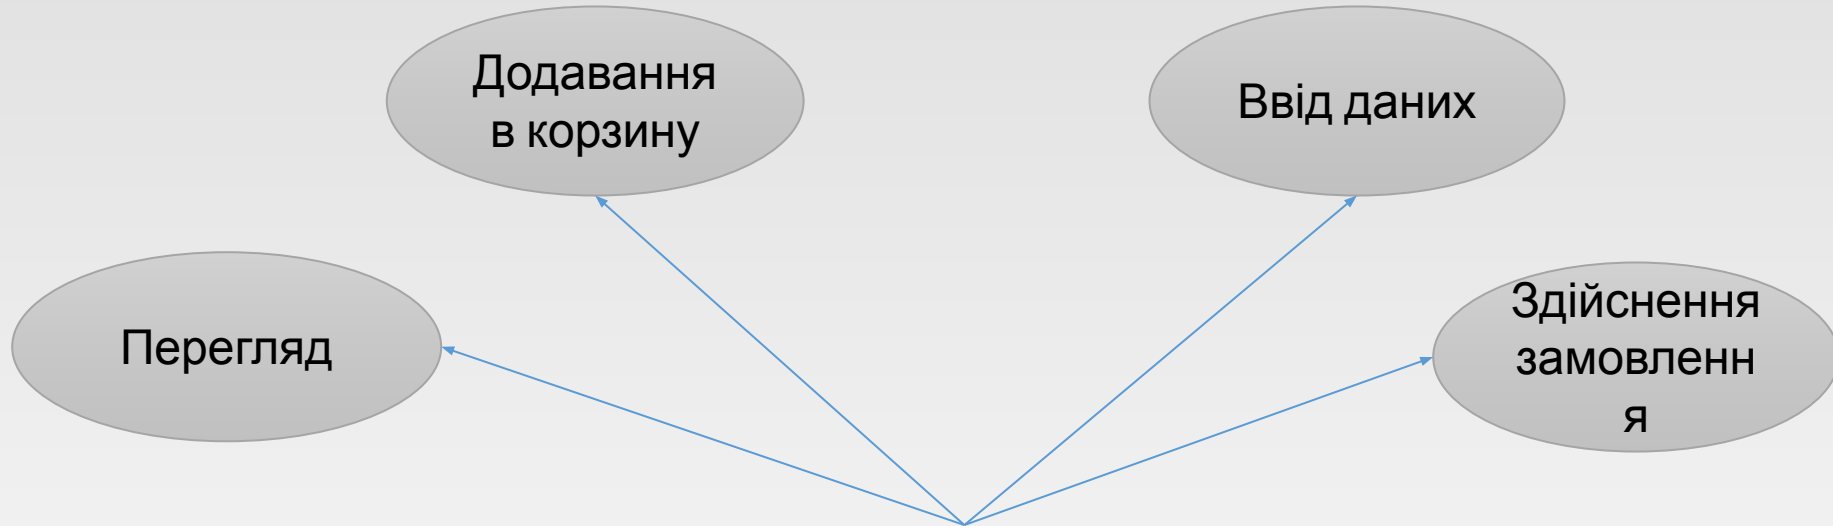 Додавання
в корзину
Ввід даних
Перегляд
Здійснення
замовленн
я